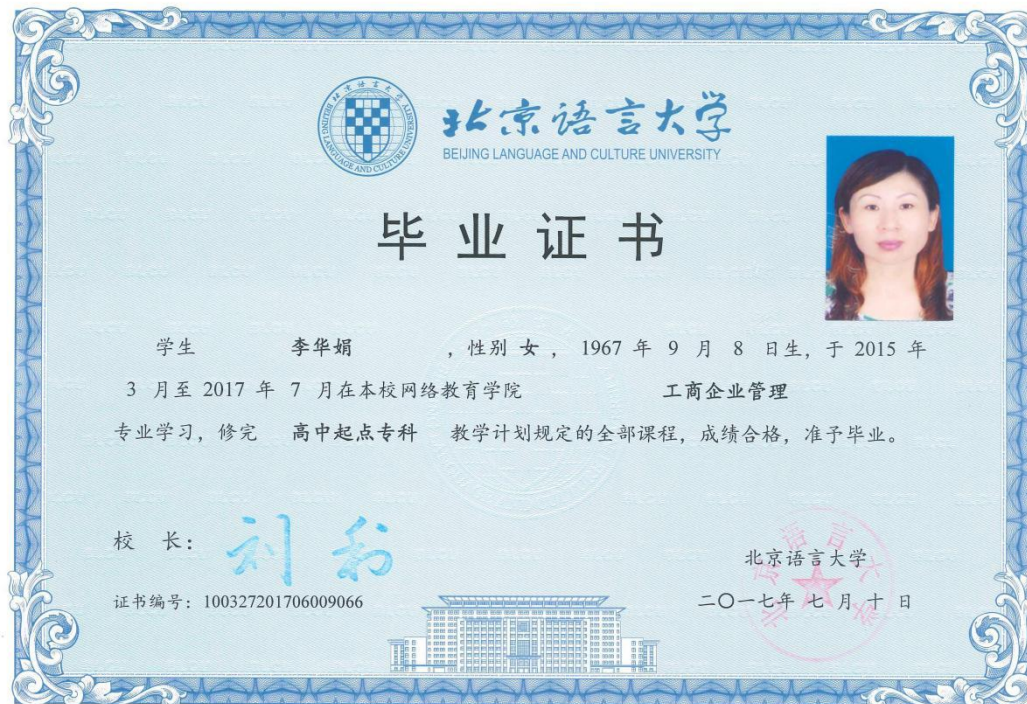 北京语言大学
BEIJING LANGUAGE AND CULTURE UNIVERSITY
毕业证书
学生 李华娟 ，性别 女 ，1967 年 9 月 8 日生，于 2015 年
3 月至 2017 年 7 月在本校网络教育学院 工商企业管理
专业学习，修完 高中起点专科 教学计划规定的全部课程，成绩合格，准予毕业。
校 长：刘利
北京语言大学
证书编号：100327201706009066
二〇一七年 七 月 十 日